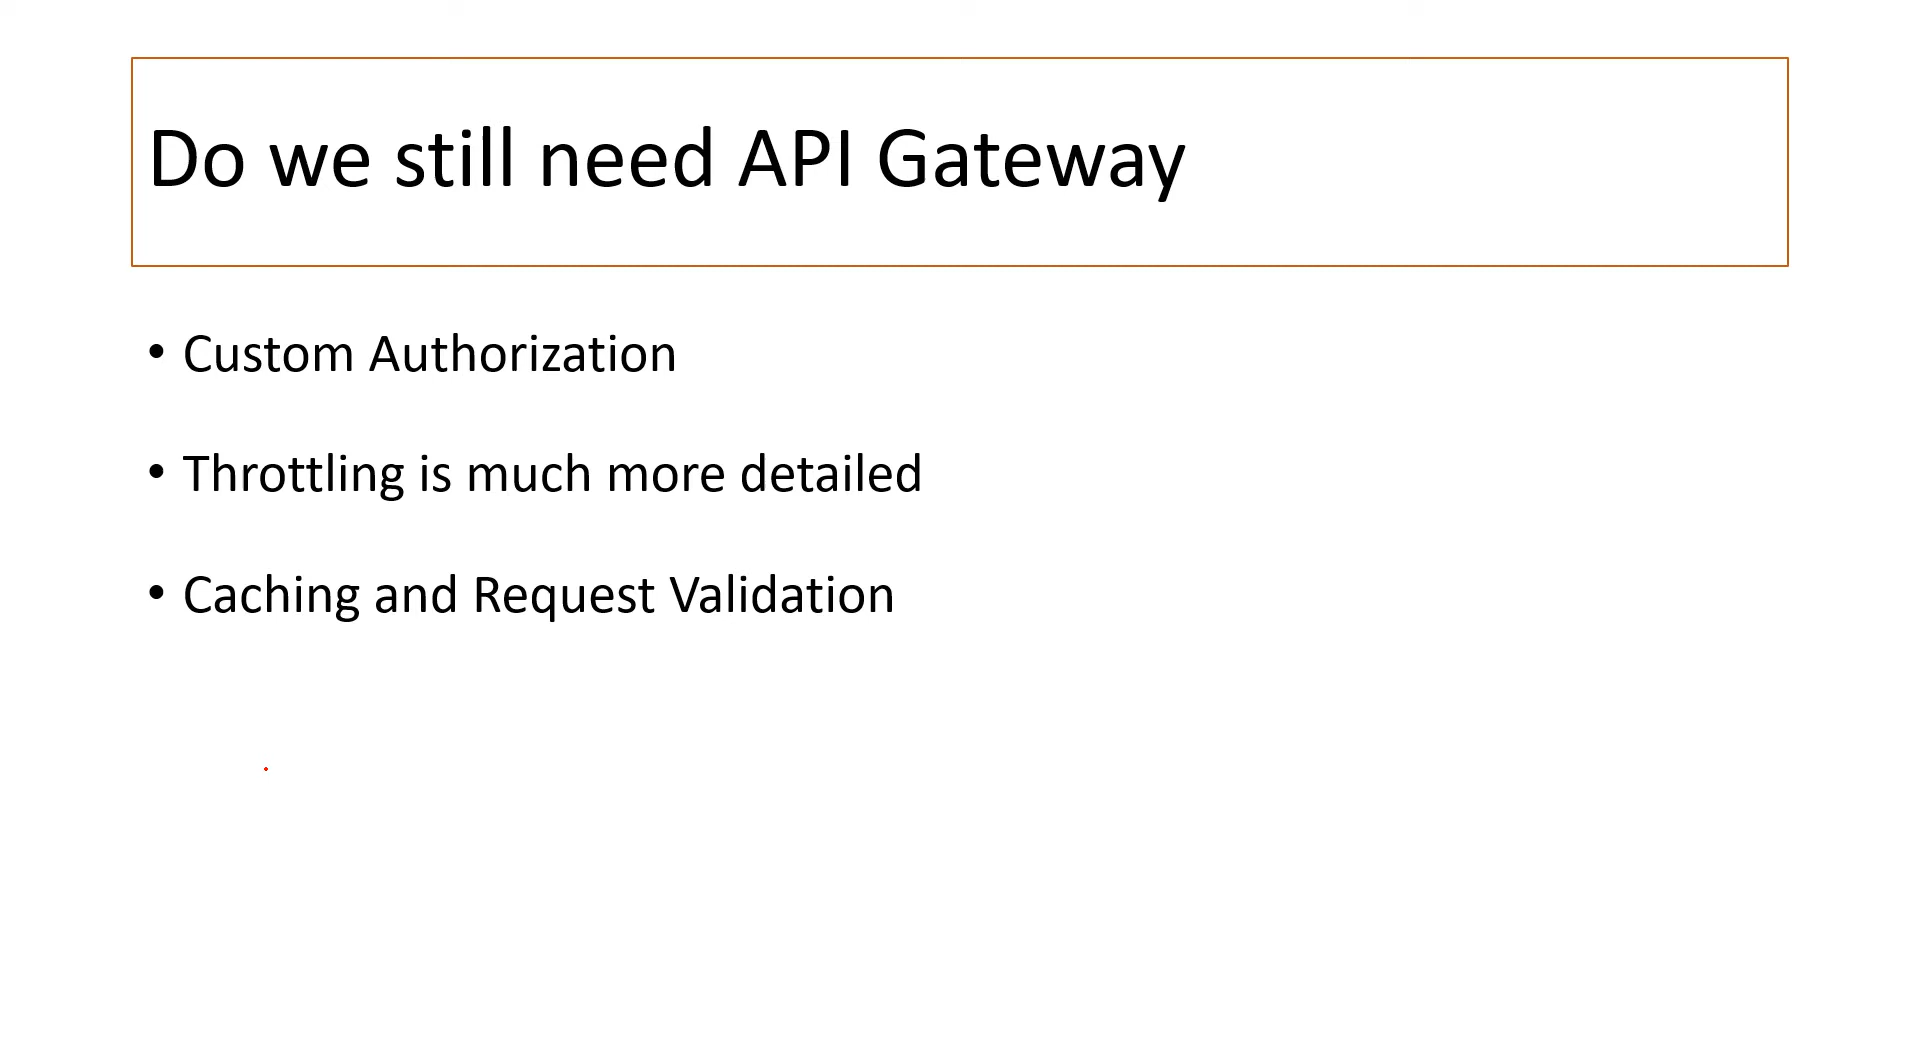 Do we still need API Gateway
• Custom Authorization
• Throttling is much more detailed
• Caching and Request Validation